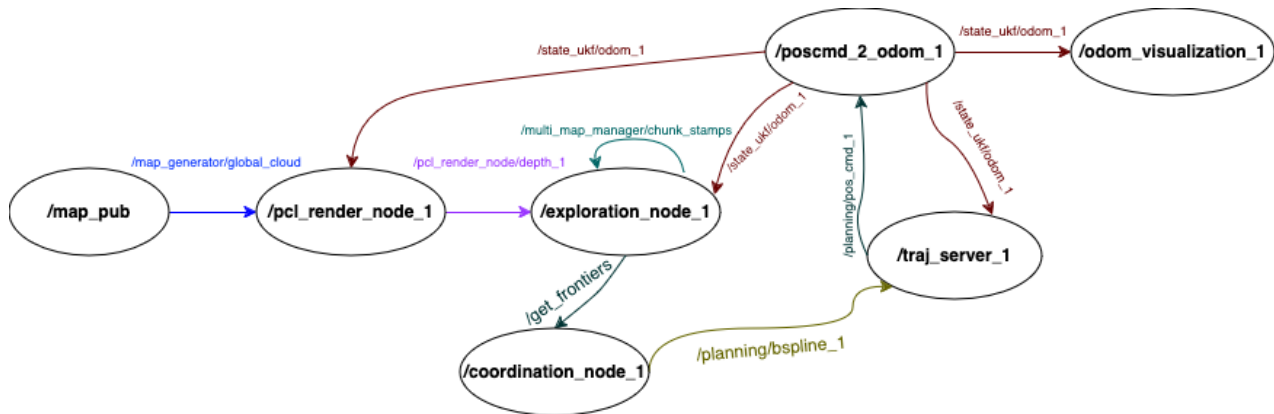 /state_ukf/odom_1
/poscmd_2_odom_1
/state_ukf/odom_1
/odom_visualization_1
/multi_map_manager/chunk_stamps
/state_ukf/odom_1
/planning/pos_cmd_1
/state_ukf/odom_1
/map_generator/global_cloud
/pcl_render_node/depth_1
/map_pub
/pcl_render_node_1
/exploration_node_1
/traj_server_1
/get_frontiers
/planning/bspline_1
/coordination_node_1